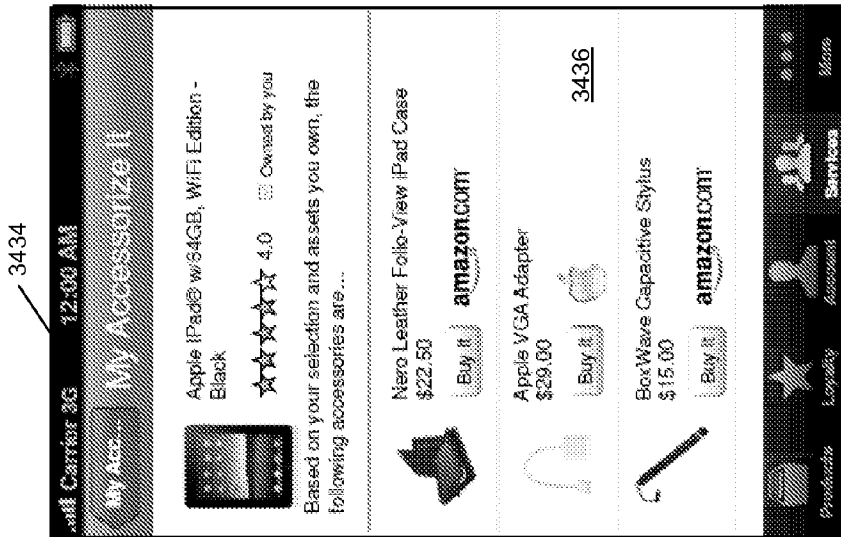 3434
Carrier 3G 12:00 AM
My Acc... My Accessorize It
Apple iPad® w/64GB, WiFi Edition -
Black
4.0 Owned by you
Based on your selection and assets you own, the
following accessories are...
Nero Leather Folio-View iPad Case
$22.50
Buy It amazon.com
Apple VGA Adapter
$29.00
Buy It
3436
BoxWave Capacitive Stylus
$15.00
Buy It amazon.com
Products Loyalty Account Services More